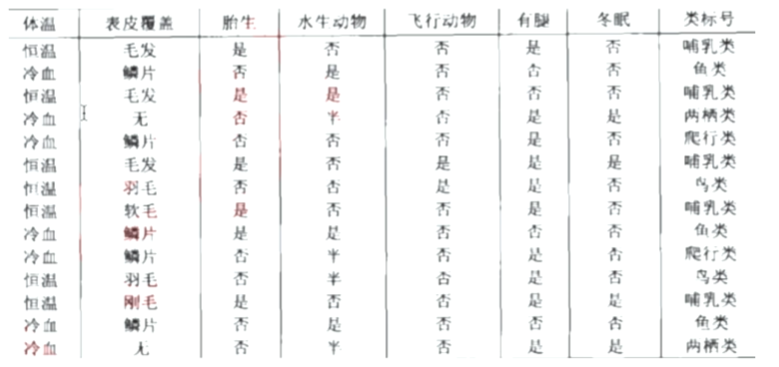 体温 表皮覆盖 胎生 水生动物 飞行动物 有腿 冬眠 类标号
恒温 毛发 是 否 否 是 否 哺乳类
冷血 鳞片 否 是 否 否 否 鱼类
恒温 毛发 是 是 否 否 否 哺乳类
冷血 无 否 半 否 是 是 两栖类
冷血 鳞片 否 否 否 是 否 爬行类
恒温 毛发 是 否 是 是 是 哺乳类
恒温 羽毛 否 否 是 是 否 鸟类
恒温 软毛 是 否 否 是 否 哺乳类
冷血 鳞片 是 是 否 否 否 鱼类
冷血 鳞片 否 半 否 是 否 爬行类
恒温 羽毛 否 半 否 是 否 鸟类
恒温 刚毛 是 否 否 是 是 哺乳类
冷血 鳞片 否 是 否 否 否 鱼类
冷血 无 否 半 否 是 是 两栖类